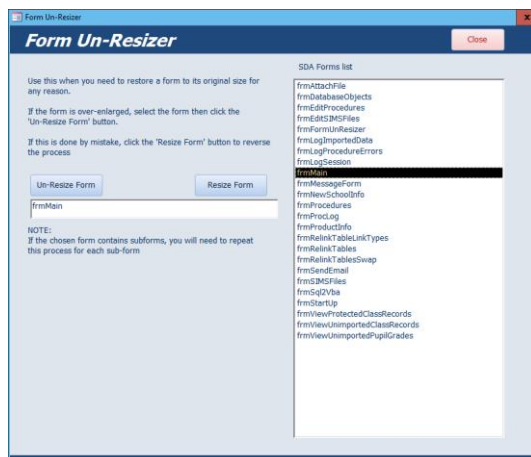 Form Un-Resizer
x
Form Un-Resizer
Close
Use this when you need to restore a form to its original size for
any reason.
If the form is over-enlarged, select the form then click the
'Un-Resize Form' button.
If this is done by mistake, click the 'Resize Form' button to reverse
the process
Un-Resize Form
Resize Form
frmMain
NOTE:
If the chosen form contains subforms, you will need to repeat
this process for each sub-form
SDA Forms list
frmAttachFile
frmDatabaseObjects
frmEditProcedures
frmEditSIMSFiles
frmFormUnResizer
frmLogImportedData
frmLogProcedureErrors
frmLogSession
frmMain
frmMessageForm
frmNewSchoolInfo
frmProcedures
frmProcLog
frmProductInfo
frmRelinkTableLinkTypes
frmRelinkTables
frmRelinkTablesSwap
frmSendEmail
frmSIMSFiles
frmSql2Vba
frmStartUp
frmViewProtectedClassRecords
frmViewUnimportedClassRecords
frmViewUnimportedPupilGrades